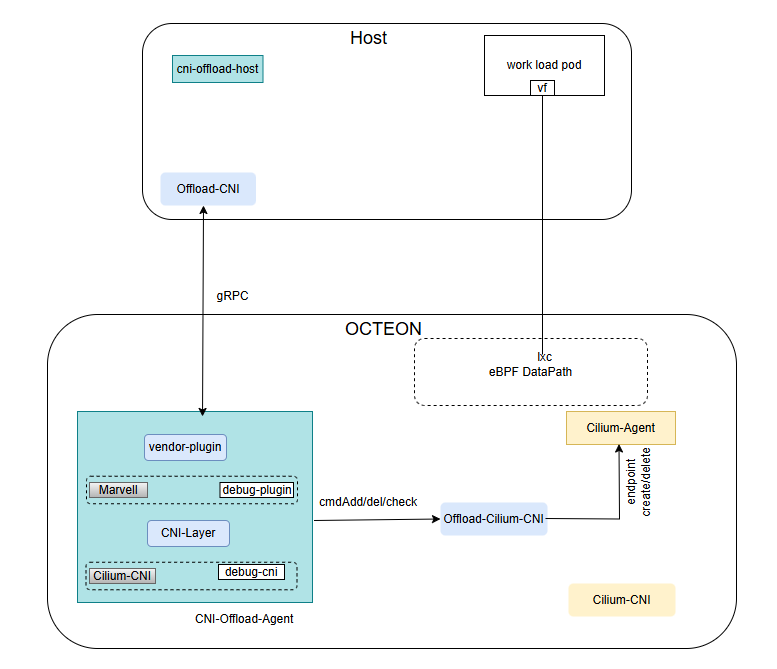 Host
cni-offload-host
work load pod
vf
Offload-CNI
gRPC
OCTEON
lxc
eBPF DataPath
Cilium-Agent
vendor-plugin
Marvell
debug-plugin
CNI-Layer
Cilium-CNI
debug-cni
CNI-Offload-Agent
cmdAdd/del/check
Offload-Cilium-CNI
endpoint
create/delete
Cilium-CNI